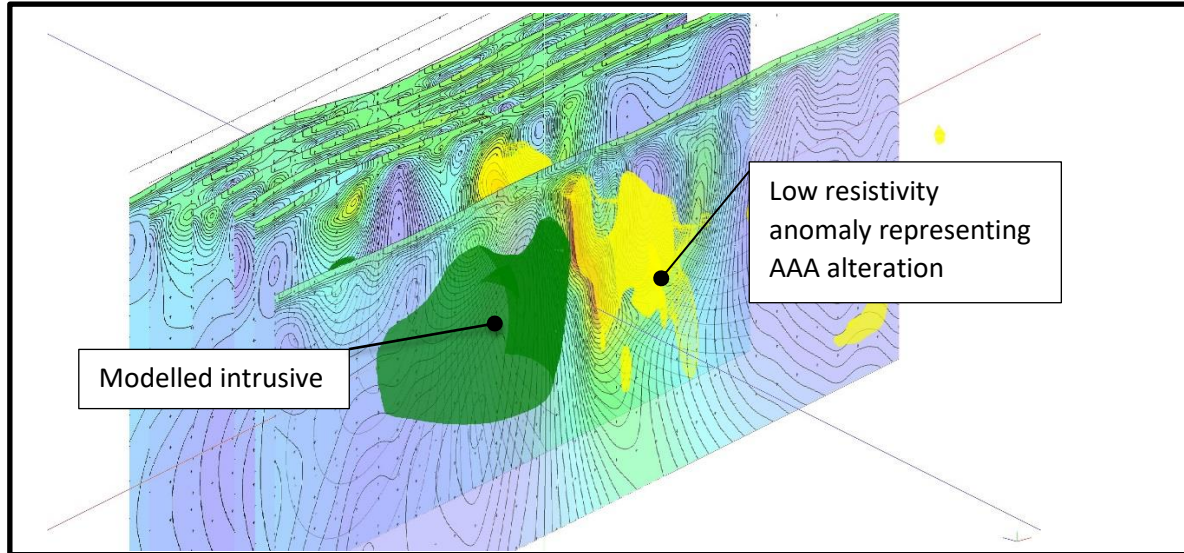 Low resistivity
anomaly representing
AAA alteration
Modelled intrusive